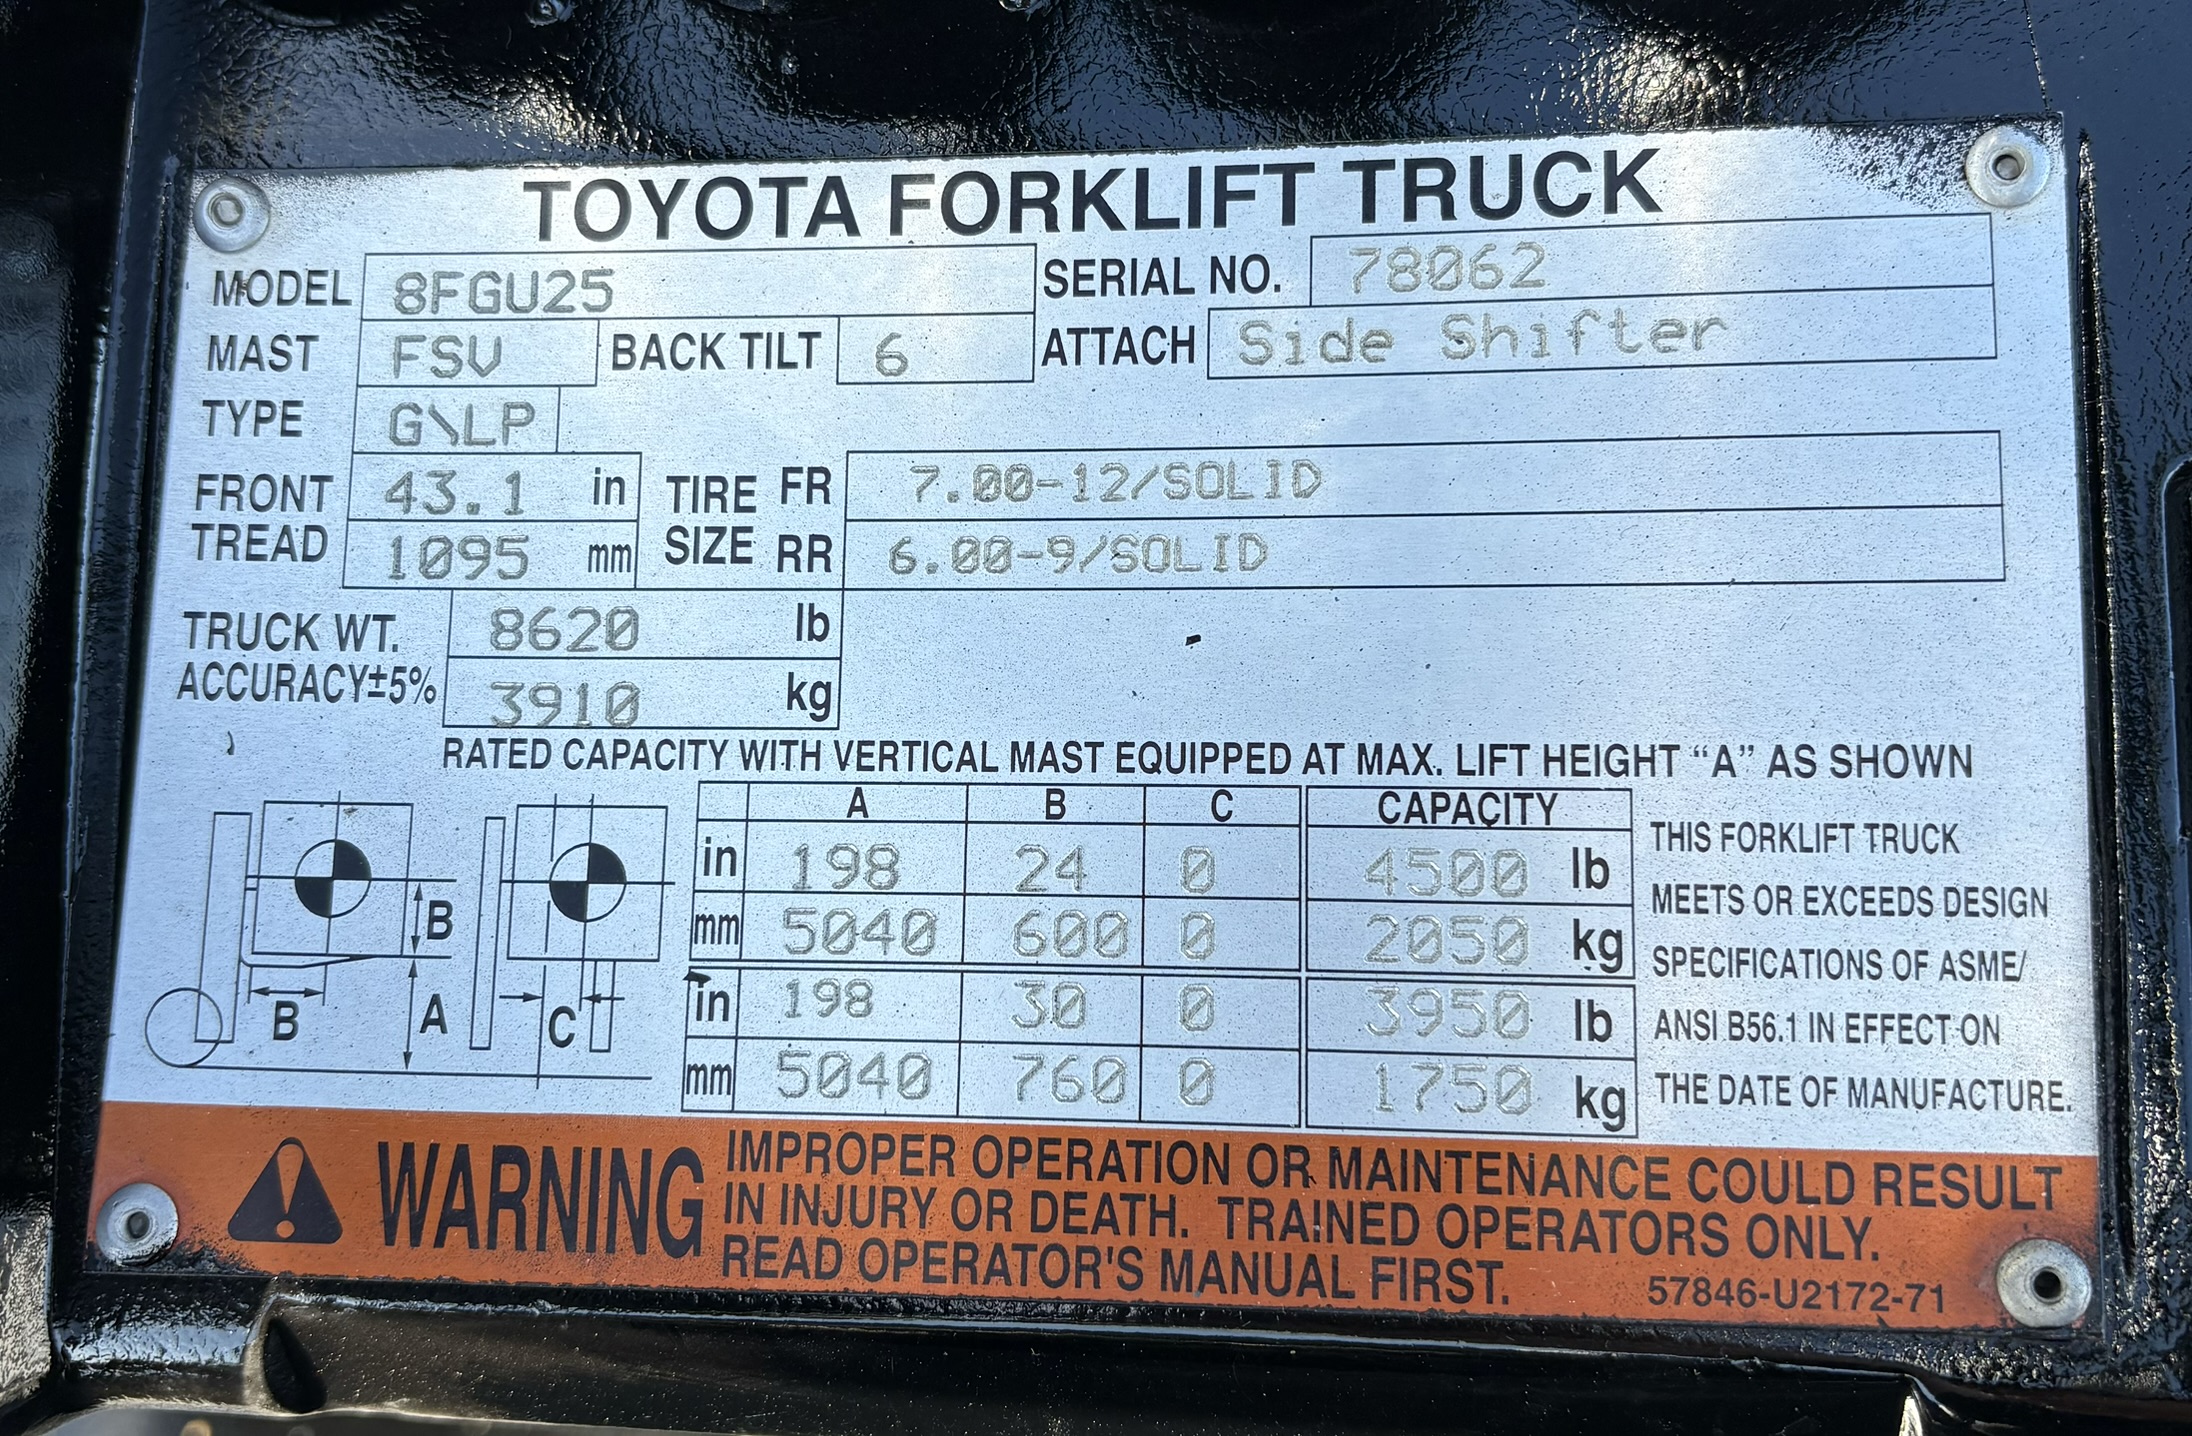 TOYOTA FORKLIFT TRUCK
MODEL 8FGU25 SERIAL NO. 78062
MAST FSV BACK TILT 6 ATTACH Side Shifter
TYPE G\LP
FRONT TREAD 43.1 in TIRE SIZE FR 7.00-12/SOLID
1095 mm RR 6.00-9/SOLID
TRUCK WT. 8620 lb
ACCURACY±5% 3910 kg
RATED CAPACITY WITH VERTICAL MAST EQUIPPED AT MAX. LIFT HEIGHT “A” AS SHOWN
A B C CAPACITY
in 198 24 0 4500 lb
mm 5040 600 0 2050 kg
in 198 30 0 3950 lb
mm 5040 760 0 1750 kg
B
B
A
C
THIS FORKLIFT TRUCK
MEETS OR EXCEEDS DESIGN
SPECIFICATIONS OF ASME/
ANSI B56.1 IN EFFECT ON
THE DATE OF MANUFACTURE.
WARNING
IMPROPER OPERATION OR MAINTENANCE COULD RESULT
IN INJURY OR DEATH. TRAINED OPERATORS ONLY.
READ OPERATOR'S MANUAL FIRST.
57846-U2172-71